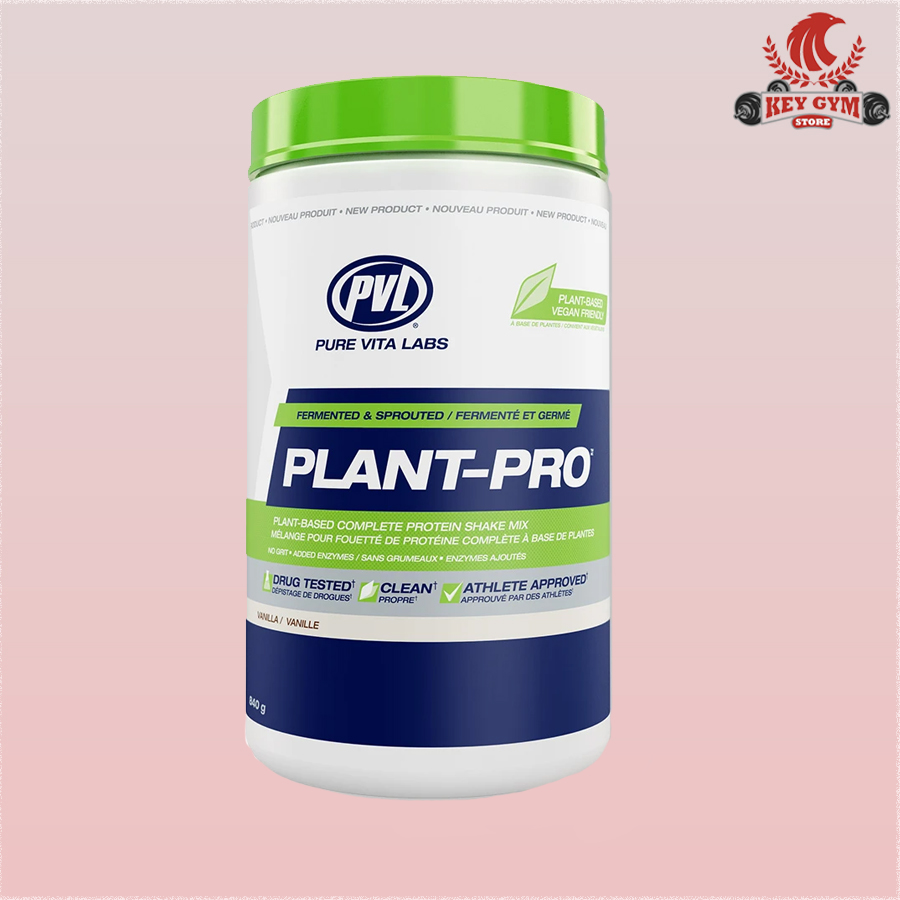 KEY GYM
STORE
PRODUCT • NOUVEAU PRODUIT • NEW PRODUCT • NOUVEAU PRODUIT • NEW PRODUCT •
PVL®
PURE VITA LABS
PLANT-BASED
VEGAN FRIENDLY
FERMENTED & SPROUTED / FERMENTÉ ET GERMÉ
PLANT-PRO²
PLANT-BASED COMPLETE PROTEIN SHAKE MIX
MÉLANGE POUR FOUETTÉ DE PROTÉINE COMPLÈTE À BASE DE PLANTES
NO GRIT • ADDED ENZYMES / SANS GRUMEAUX • ENZYMES AJOUTÉS
DRUG TESTED† CLEAN† ATHLETE APPROVED†
DÉPISTAGE DE DROGUES† PROPRE† APPROUVÉ PAR DES ATHLÈTES†
VANILLA / VANILLE
840 g